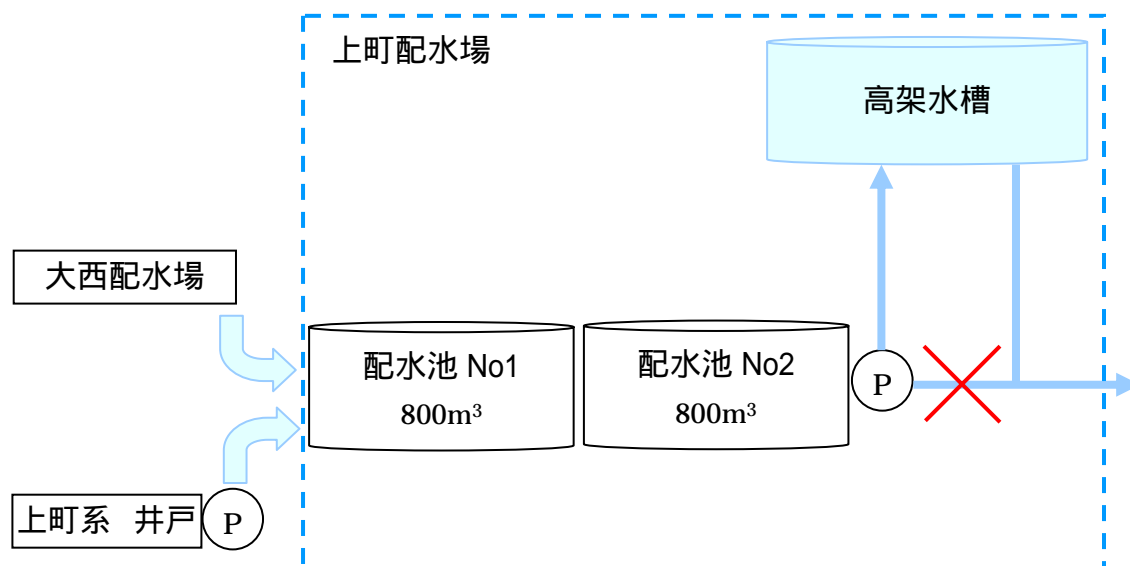 上町配水場
高架水槽
大西配水場
配水池 No1
800m³
配水池 No2
800m³
P
上町系 井戸
P